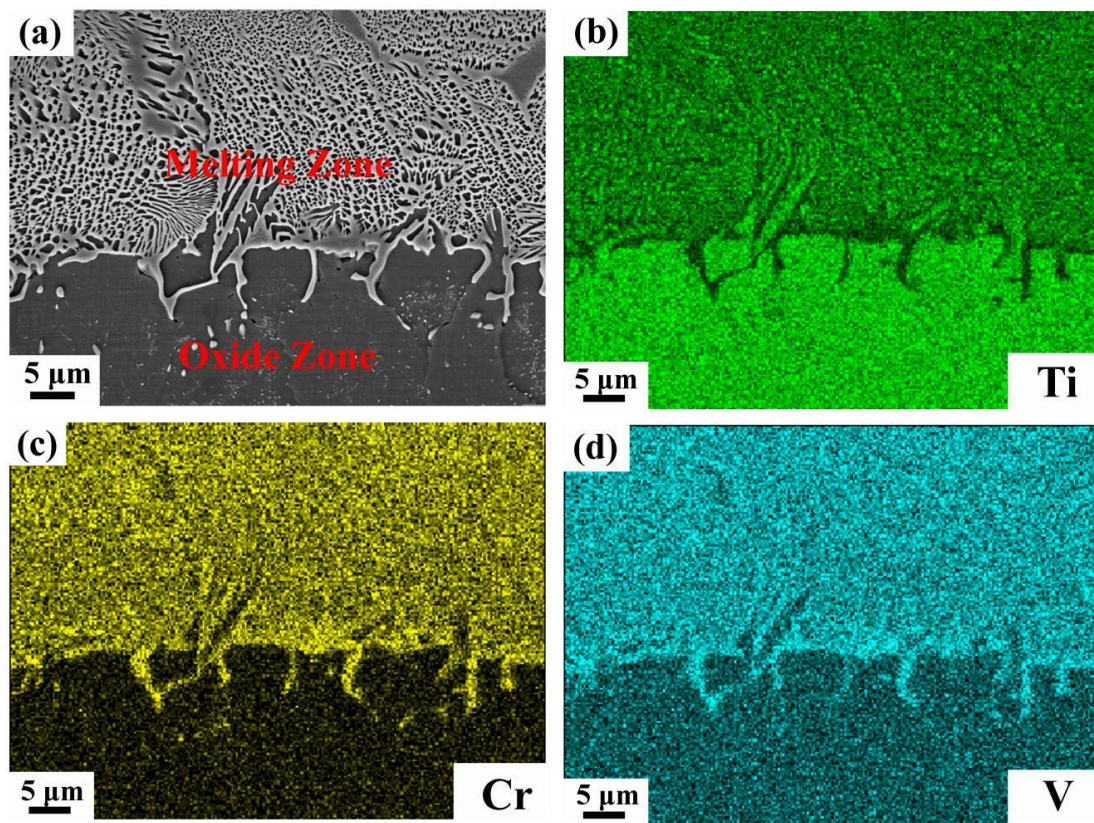 (a)
Melting Zone
Oxide Zone
5 µm
(b)
5 µm
Ti
(c)
5 µm
Cr
(d)
5 µm
V